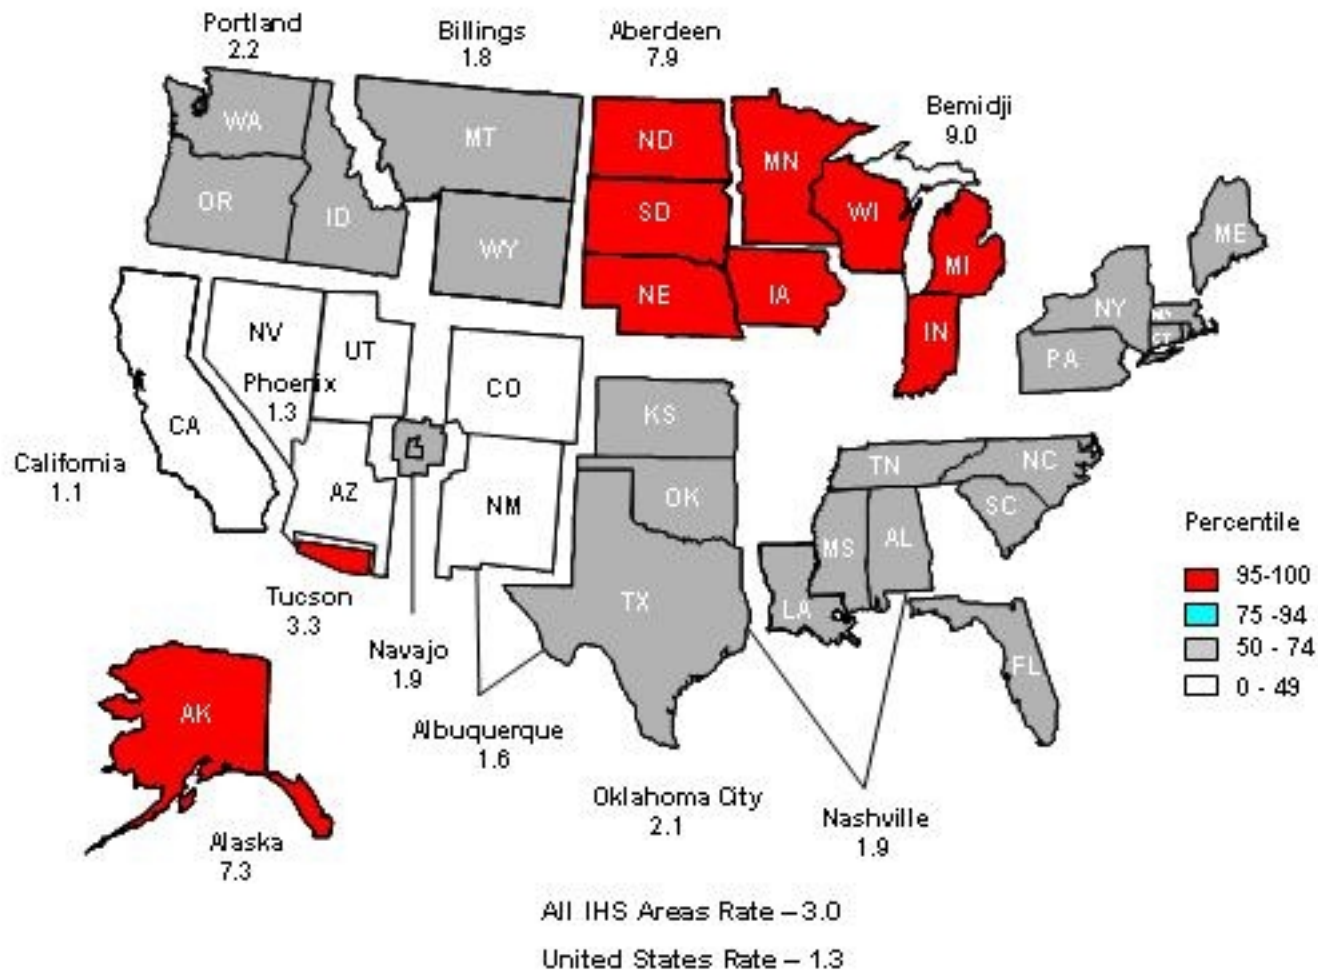 Portland
2.2
Billings
1.8
Aberdeen
7.9
Bemidji
9.0
WA
MT
ND
MN
OR
ID
WY
SD
WI
MI
NE
IA
IN
ME
NY
MA
CT
PA
NV
UT
CO
Phoenix
1.3
CA
KS
California
1.1
AZ
NM
OK
TN
NC
SC
MS
AL
TX
LA
FL
Tucson
3.3
Navajo
1.9
Albuquerque
1.6
AK
Alaska
7.3
Oklahoma City
2.1
Nashville
1.9
Percentile
95-100
75 -94
50 - 74
0 - 49
All IHS Areas Rate – 3.0
United States Rate – 1.3